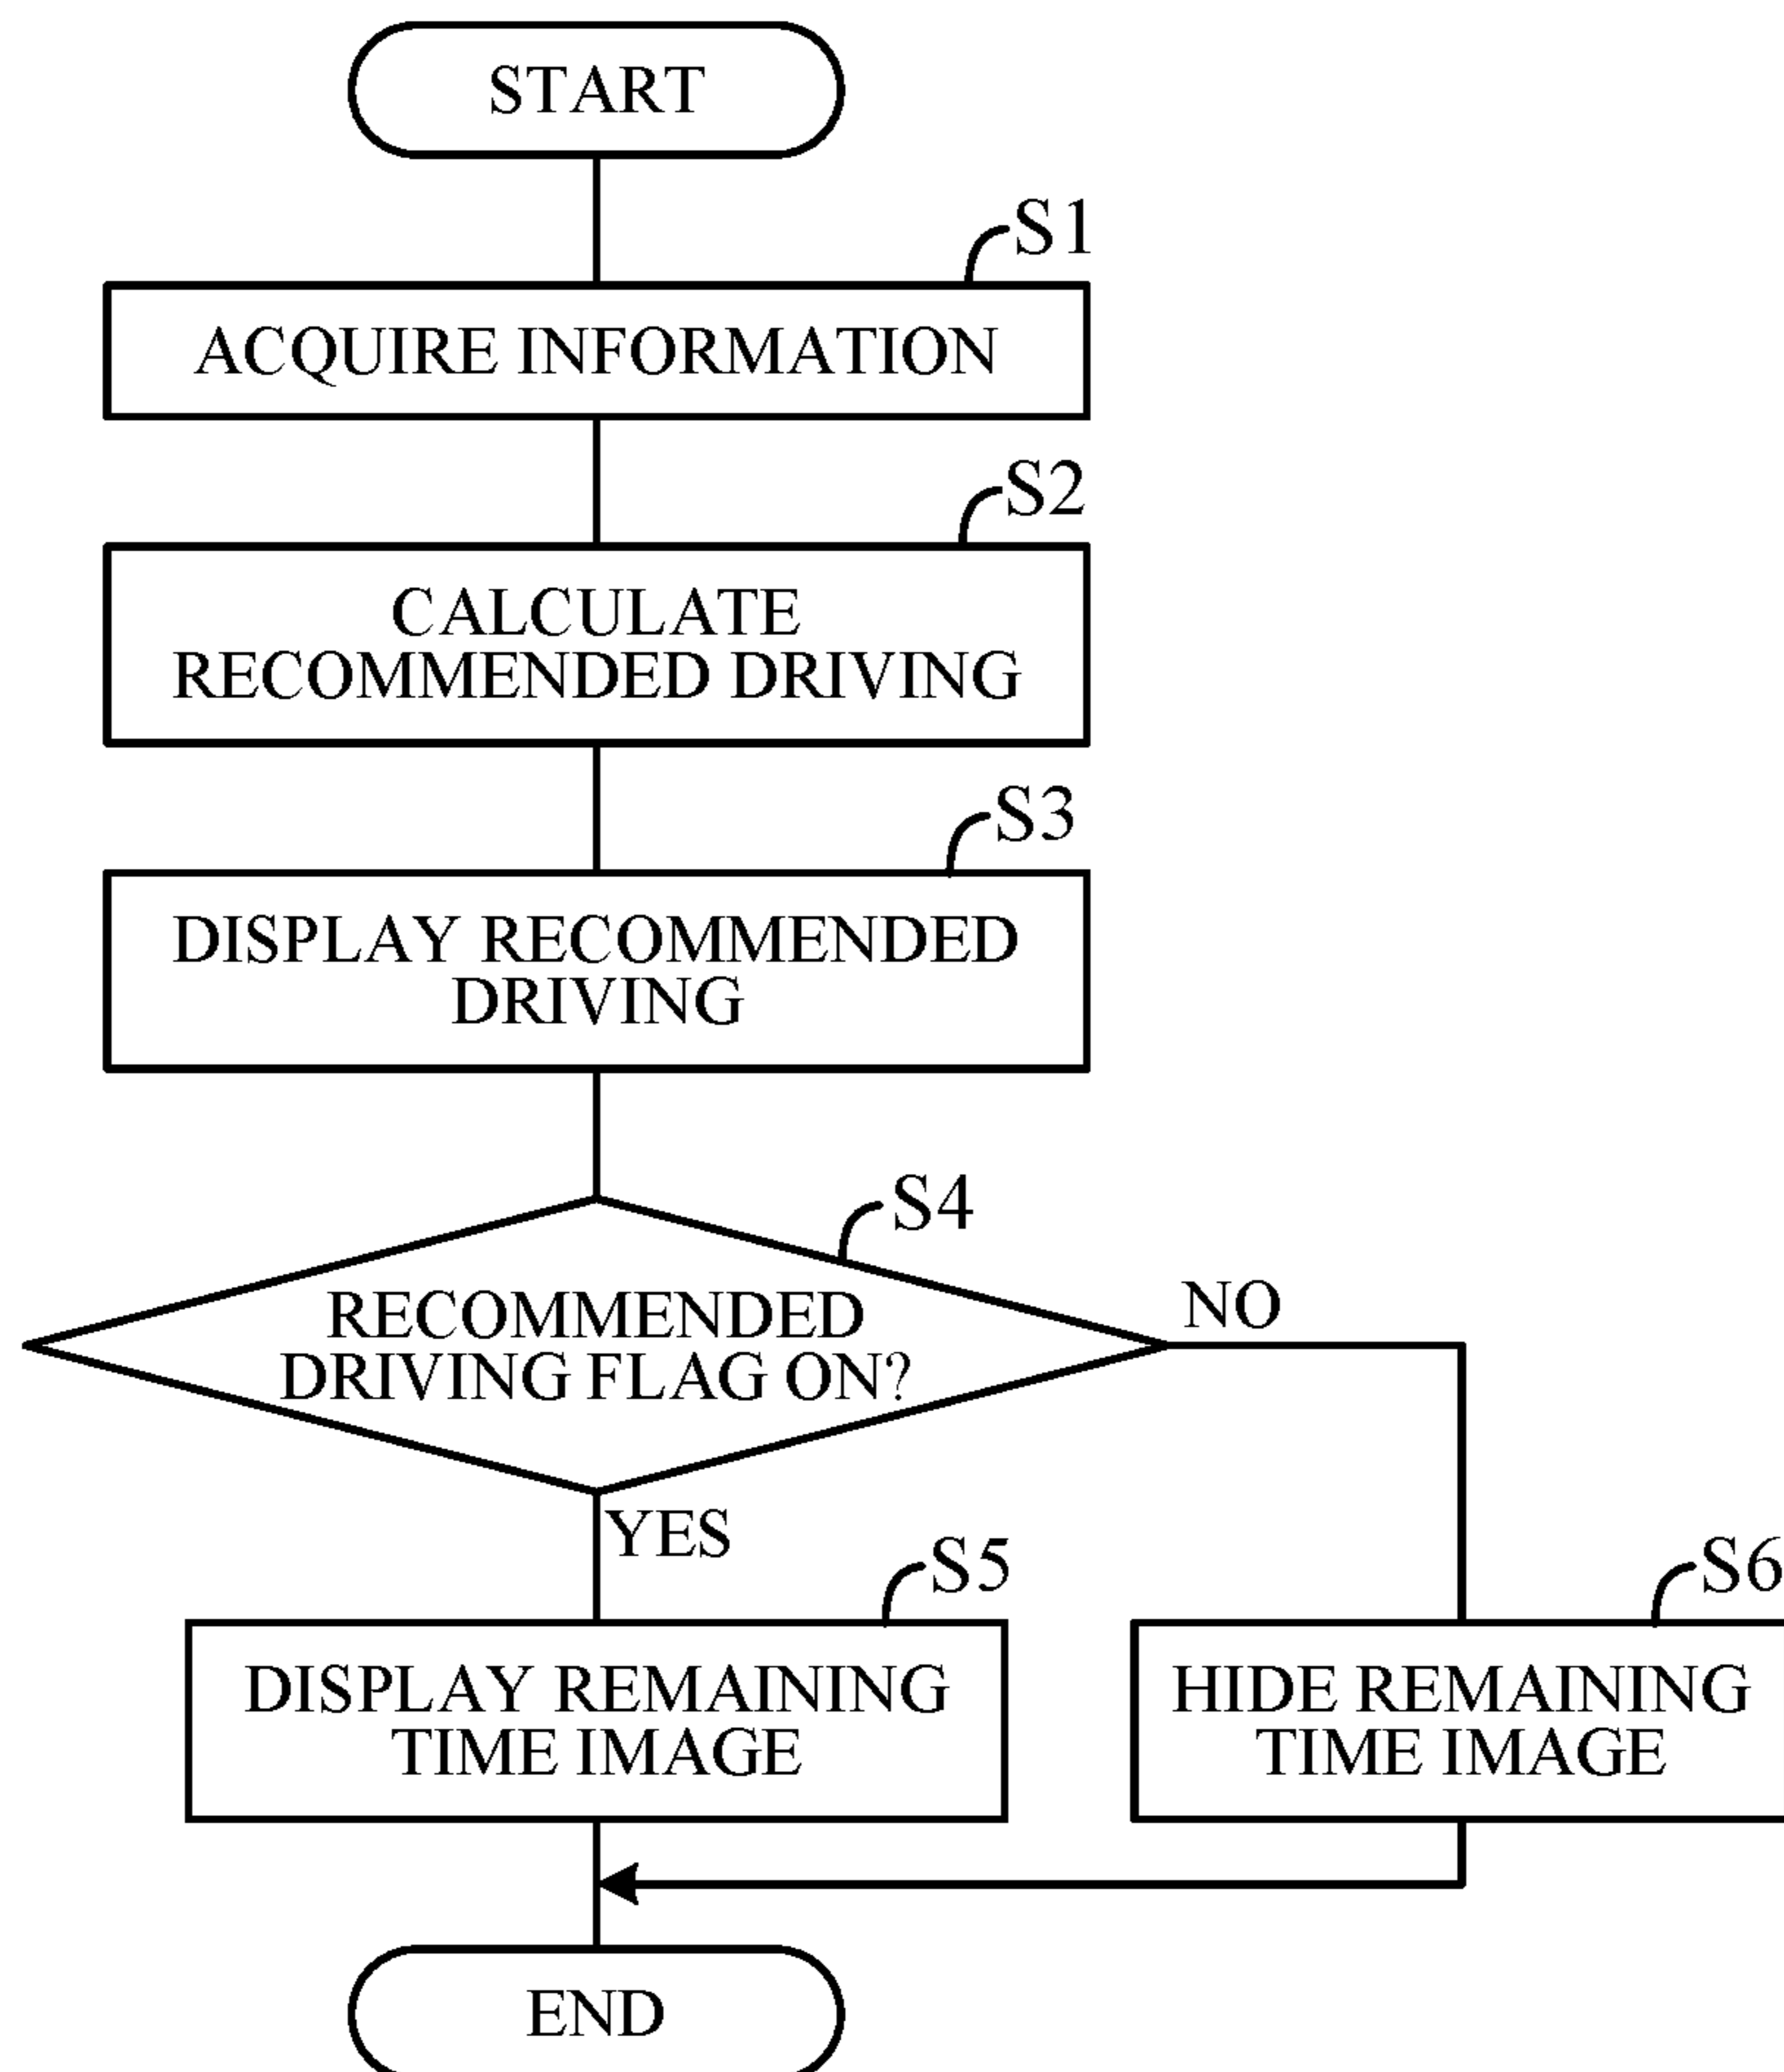 START
S1
ACQUIRE INFORMATION
S2
CALCULATE
RECOMMENDED DRIVING
S3
DISPLAY RECOMMENDED
DRIVING
S4
RECOMMENDED
DRIVING FLAG ON?
NO
YES
S5
DISPLAY REMAINING
TIME IMAGE
S6
HIDE REMAINING
TIME IMAGE
END